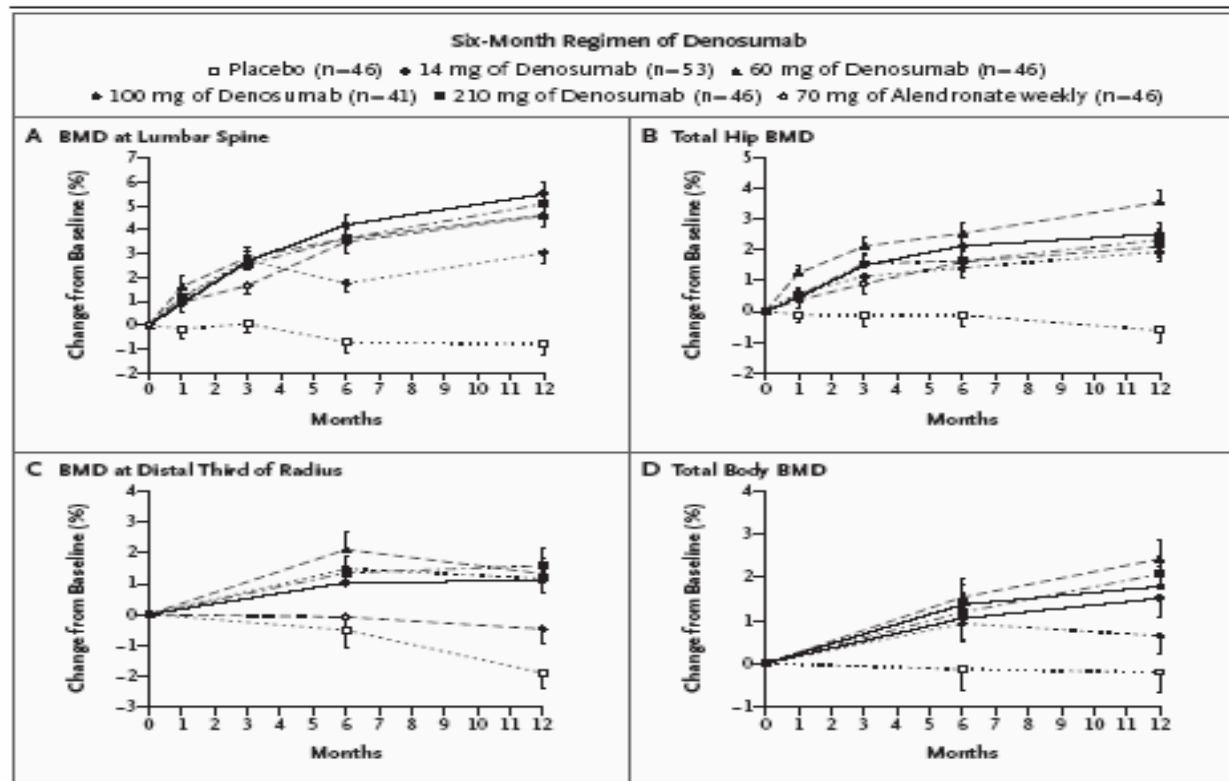 Six-Month Regimen of Denosumab
Placebo (n=46) 14 mg of Denosumab (n=53) 60 mg of Denosumab (n=46)
100 mg of Denosumab (n=41) 210 mg of Denosumab (n=46) 70 mg of Alendronate weekly (n=46)
A BMD at Lumbar Spine
Change from Baseline (%)
7
6
5
4
3
2
1
0
−1
−2
0 1 2 3 4 5 6 7 8 9 10 11 12
Months
B Total Hip BMD
Change from Baseline (%)
5
4
3
2
1
0
−1
−2
0 1 2 3 4 5 6 7 8 9 10 11 12
Months
C BMD at Distal Third of Radius
Change from Baseline (%)
4
3
2
1
0
−1
−2
−3
0 1 2 3 4 5 6 7 8 9 10 11 12
Months
D Total Body BMD
Change from Baseline (%)
4
3
2
1
0
−1
0 1 2 3 4 5 6 7 8 9 10 11 12
Months